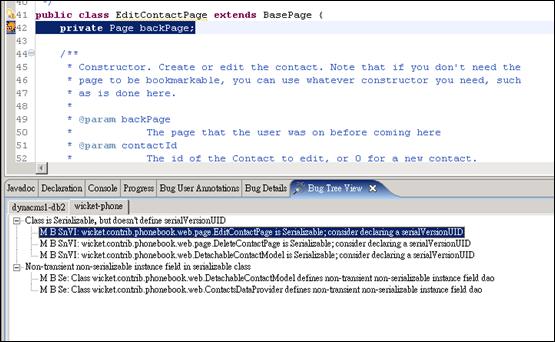 40 */
41 public class EditContactPage extends BasePage {
42 private Page backPage;
43
44 /**
45 * Constructor. Create or edit the contact. Note that if you don't need the
46 * page to be bookmarkable, you can use whatever constructor you need, such
47 * as is done here.
48 *
49 * @param backPage
50 * The page that the user was on before coming here
51 * @param contactId
52 * The id of the Contact to edit, or 0 for a new contact.
Javadoc Declaration Console Progress Bug User Annotations Bug Details Bug Tree View
dynacms1-db2 wicket-phone
Class is Serializable, but doesn't define serialVersionUID
M B SnVI: wicket.contrib.phonebook.web.page.EditContactPage is Serializable; consider declaring a serialVersionUID
M B SnVI: wicket.contrib.phonebook.web.page.DeleteContactPage is Serializable; consider declaring a serialVersionUID
M B SnVI: wicket.contrib.phonebook.web.DetachableContactModel is Serializable; consider declaring a serialVersionUID
Non-transient non-serializable instance field in serializable class
M B Se: Class wicket.contrib.phonebook.web.DetachableContactModel defines non-transient non-serializable instance field dao
M B Se: Class wicket.contrib.phonebook.web.ContactsDataProvider defines non-transient non-serializable instance field dao